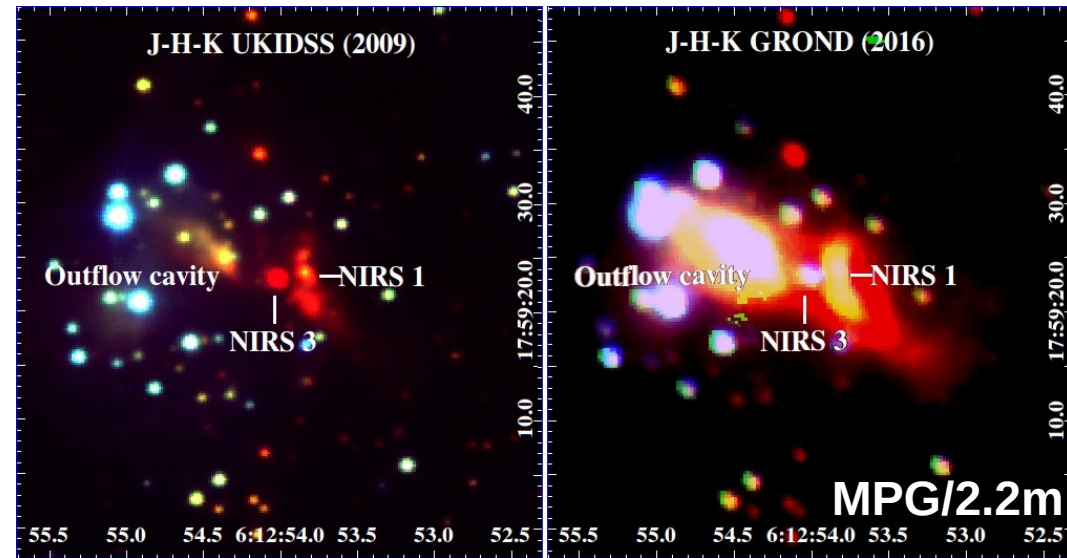 J-H-K UKIDSS (2009)
40.0
30.0
17:59:20.0
10.0
Outflow cavity
NIRS 1
NIRS 3
55.5 55.0 54.5 6:12:54.0 53.5 53.0 52.5
J-H-K GROND (2016)
40.0
30.0
17:59:20.0
10.0
Outflow cavity
NIRS 1
NIRS 3
MPG/2.2m
55.5 55.0 54.5 6:12:54.0 53.5 53.0 52.5